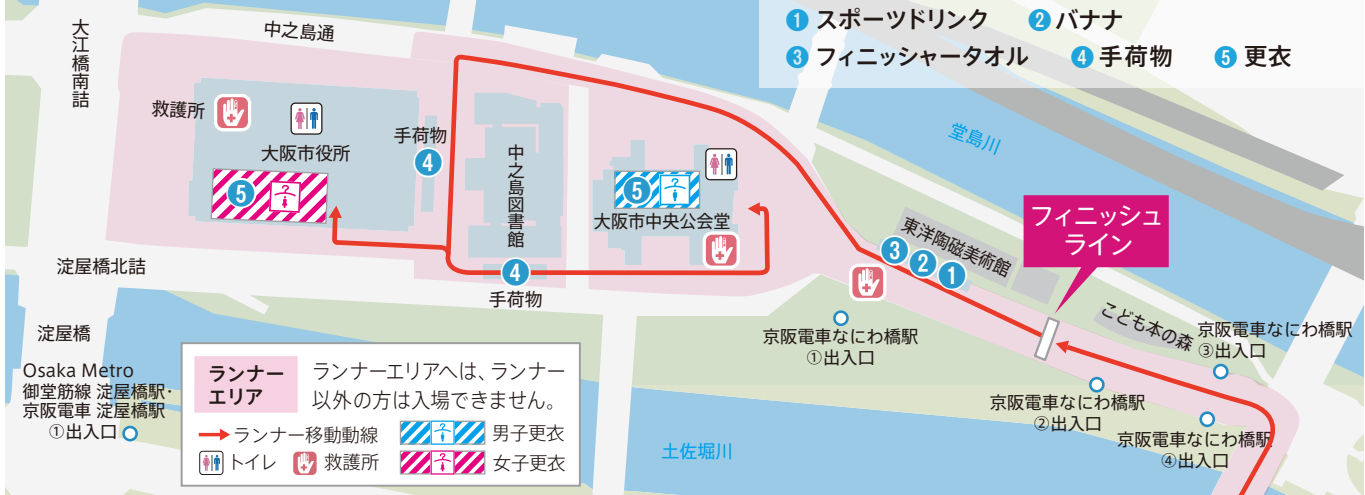 ① スポーツドリンク ② バナナ
③ フィニッシャータオル ④ 手荷物 ⑤ 更衣
大江橋南詰
中之島通
堂島川
救護所
大阪市役所
手荷物
④
⑤
中之島図書館
⑤
大阪市中央公会堂
④
手荷物
フィニッシュ
ライン
東洋陶磁美術館
③ ② ①
こども本の森
淀屋橋北詰
淀屋橋
Osaka Metro
御堂筋線 淀屋橋駅・
京阪電車 淀屋橋駅
①出入口
京阪電車なにわ橋駅
①出入口
京阪電車なにわ橋駅
③出入口
京阪電車なにわ橋駅
②出入口
京阪電車なにわ橋駅
④出入口
土佐堀川
ランナー
エリア
ランナーエリアへは、ランナー
以外の方は入場できません。
ランナー移動動線 男子更衣
トイレ 救護所 女子更衣